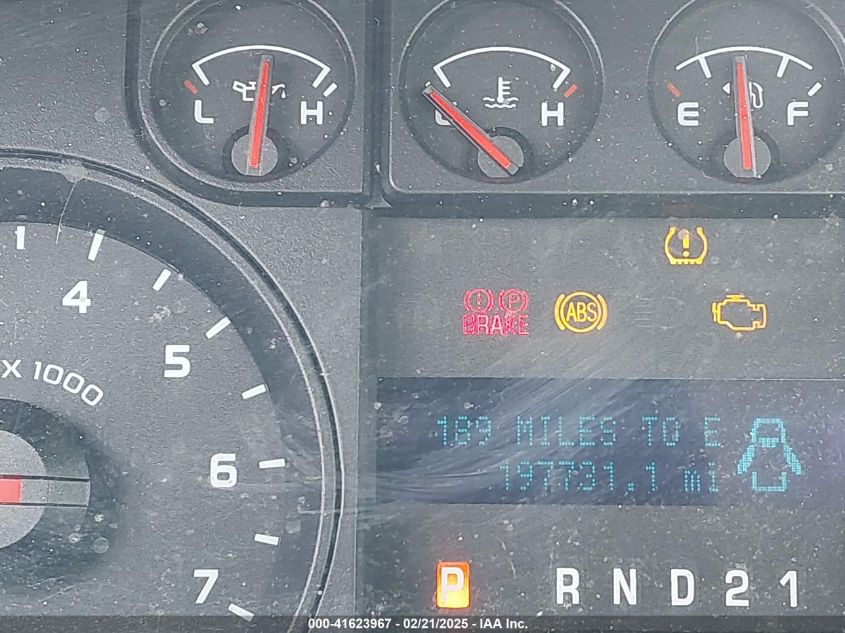 L H
C H
E F
1
4
5
X 1000
6
7
! P
BRAKE
ABS
!
189 MILES TO E
197731.1 mi
P R N D 2 1
000-41623967 - 02/21/2025 - IAA Inc.